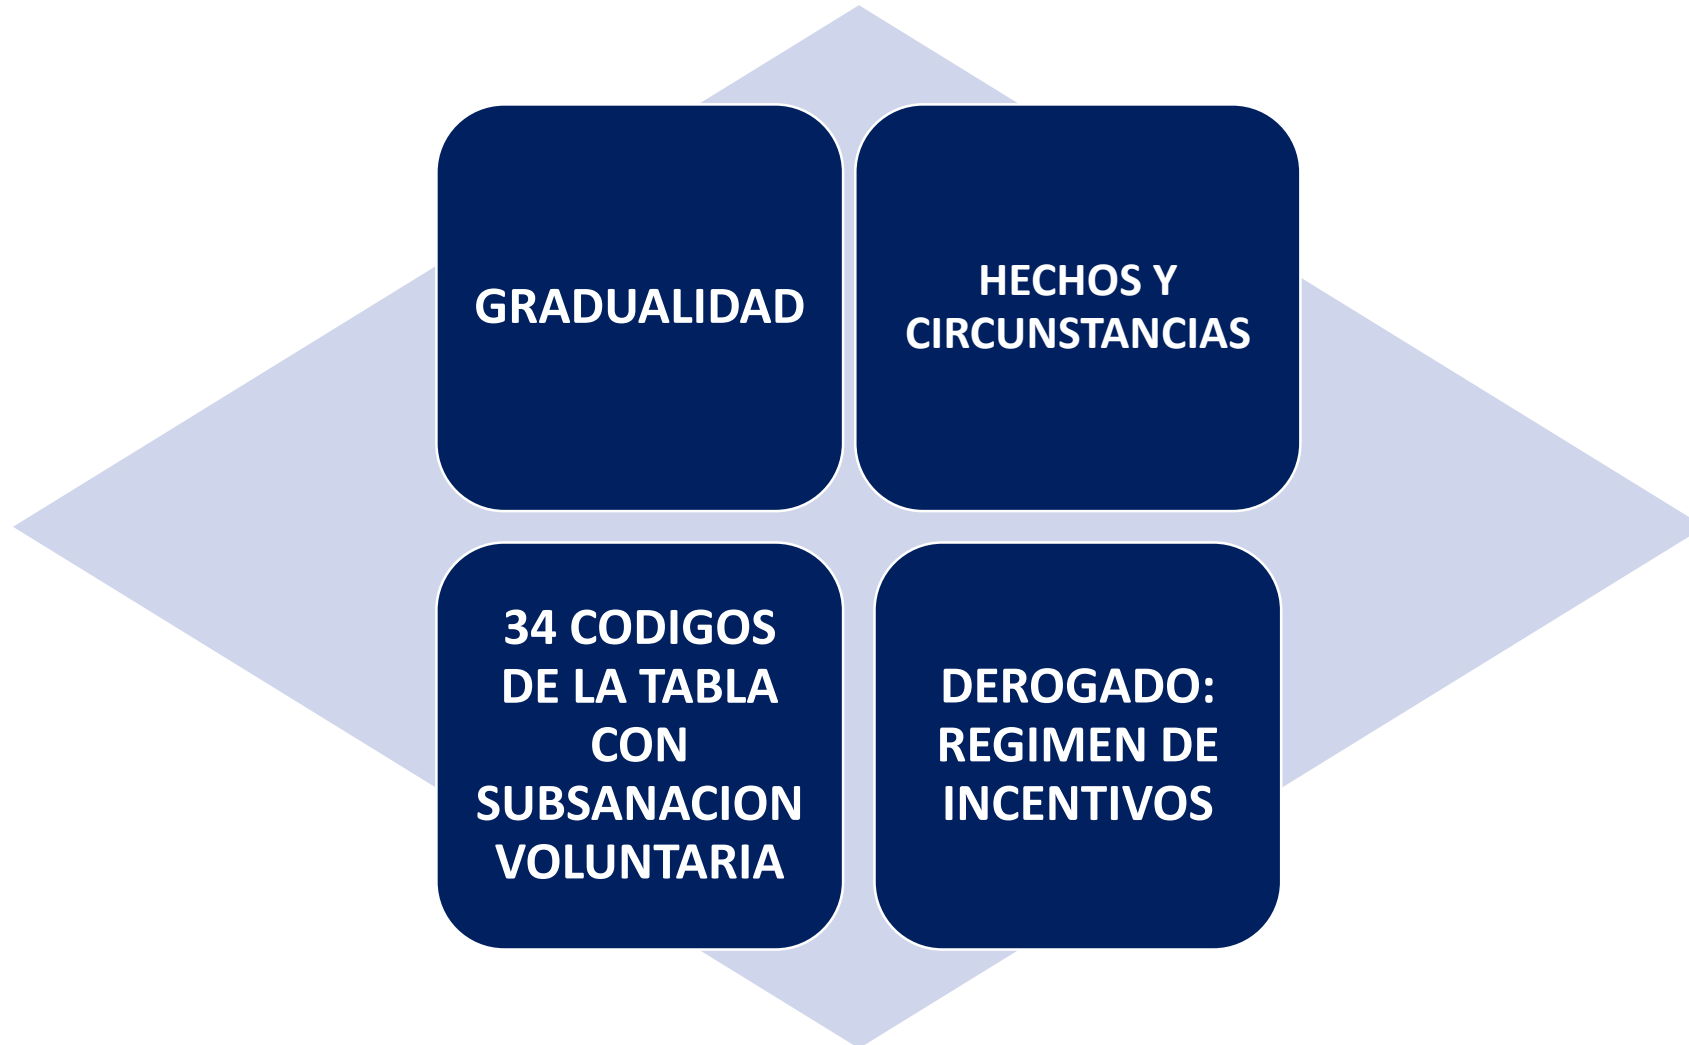 GRADUALIDAD
HECHOS Y
CIRCUNSTANCIAS
34 CODIGOS
DE LA TABLA
CON
SUBSANACION
VOLUNTARIA
DEROGADO:
REGIMEN DE
INCENTIVOS